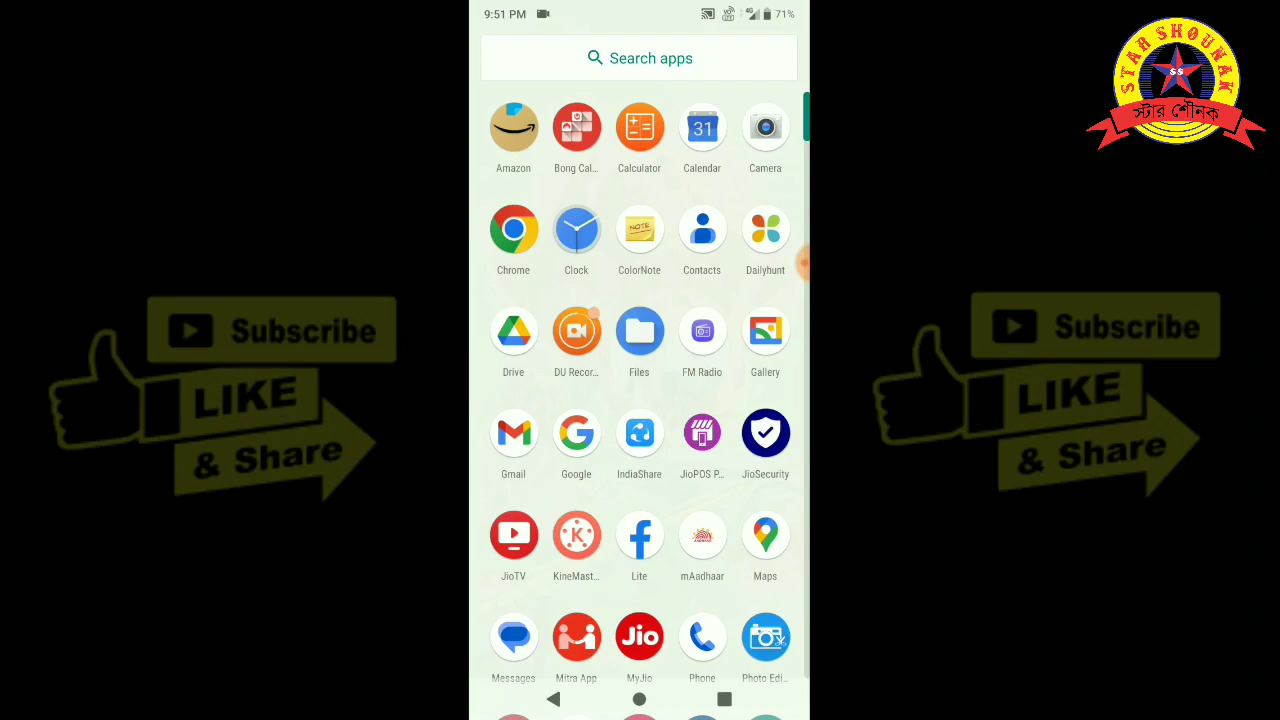 9:51 PM
4G 71%
STAR SHOUNAK
SS
স্টার শৌনক
Search apps
31
Amazon Bong Cal... Calculator Calendar Camera
NOTE
Chrome Clock ColorNote Contacts Dailyhunt
Subscribe
LIKE
& Share
Subscribe
LIKE
& Share
Drive DU Recor... Files FM Radio Gallery
Gmail Google IndiaShare JioPOS P... JioSecurity
K
AADHAAR
JioTV KineMast... Lite mAadhaar Maps
Jio
Messages Mitra App MyJio Phone Photo Edi...